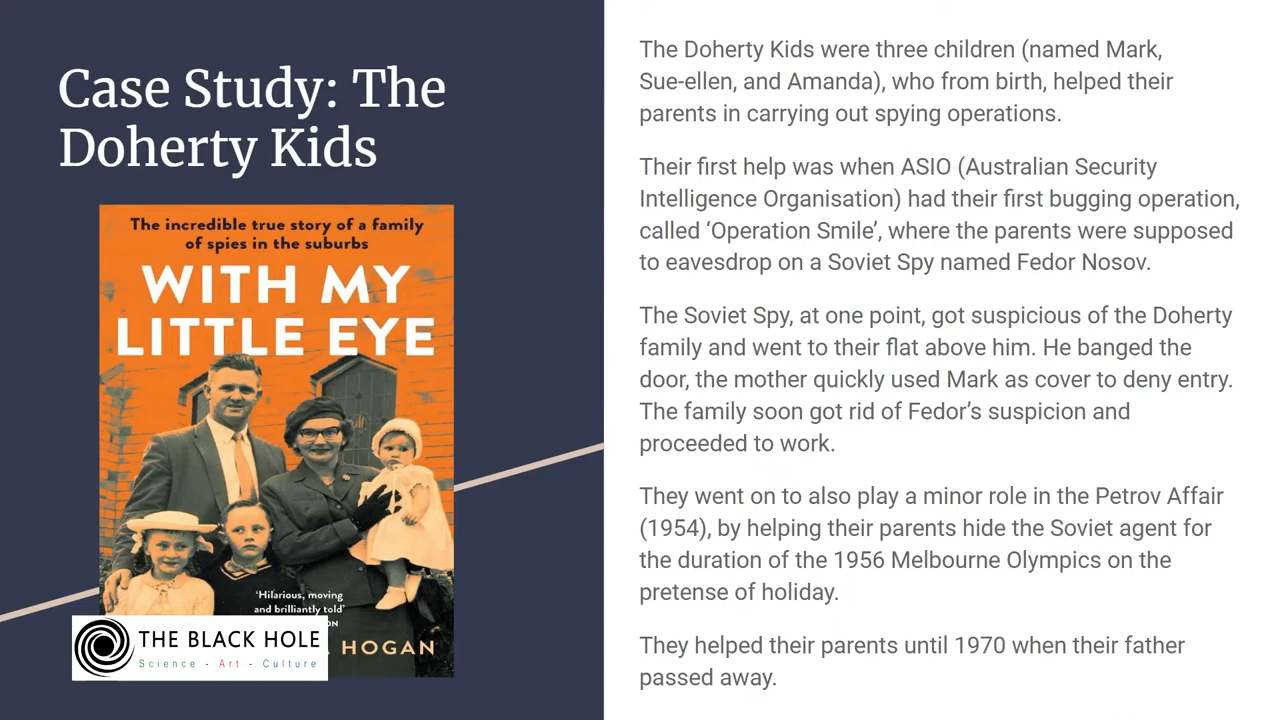 Case Study: The
Doherty Kids
The incredible true story of a family
of spies in the suburbs
WITH MY
LITTLE EYE
'Hilarious, moving
and brilliantly told'
ON
HOGAN
THE BLACK HOLE
Science - Art - Culture
The Doherty Kids were three children (named Mark,
Sue-ellen, and Amanda), who from birth, helped their
parents in carrying out spying operations.
Their first help was when ASIO (Australian Security
Intelligence Organisation) had their first bugging operation,
called ‘Operation Smile’, where the parents were supposed
to eavesdrop on a Soviet Spy named Fedor Nosov.
The Soviet Spy, at one point, got suspicious of the Doherty
family and went to their flat above him. He banged the
door, the mother quickly used Mark as cover to deny entry.
The family soon got rid of Fedor’s suspicion and
proceeded to work.
They went on to also play a minor role in the Petrov Affair
(1954), by helping their parents hide the Soviet agent for
the duration of the 1956 Melbourne Olympics on the
pretense of holiday.
They helped their parents until 1970 when their father
passed away.